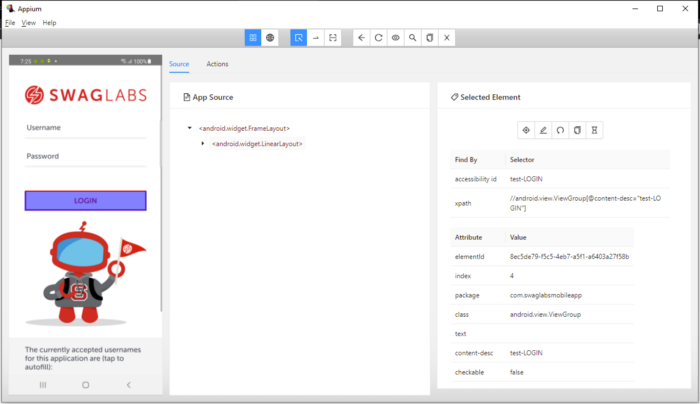 Appium
File View Help
7:25
100%
SWAGLABS
Username
Password
LOGIN
The currently accepted usernames
for this application are (tap to
autofill):
Source Actions
App Source
<android.widget.FrameLayout>
<android.widget.LinearLayout>
Selected Element
Find By Selector
accessibility id test-LOGIN
xpath //android.view.ViewGroup[@content-desc="test-LO
GIN"]
Attribute Value
elementId 8ec5de79-f5c5-4eb7-a5f1-a6403a27f58b
index 4
package com.swaglabsmobileapp
class android.view.ViewGroup
text
content-desc test-LOGIN
checkable false